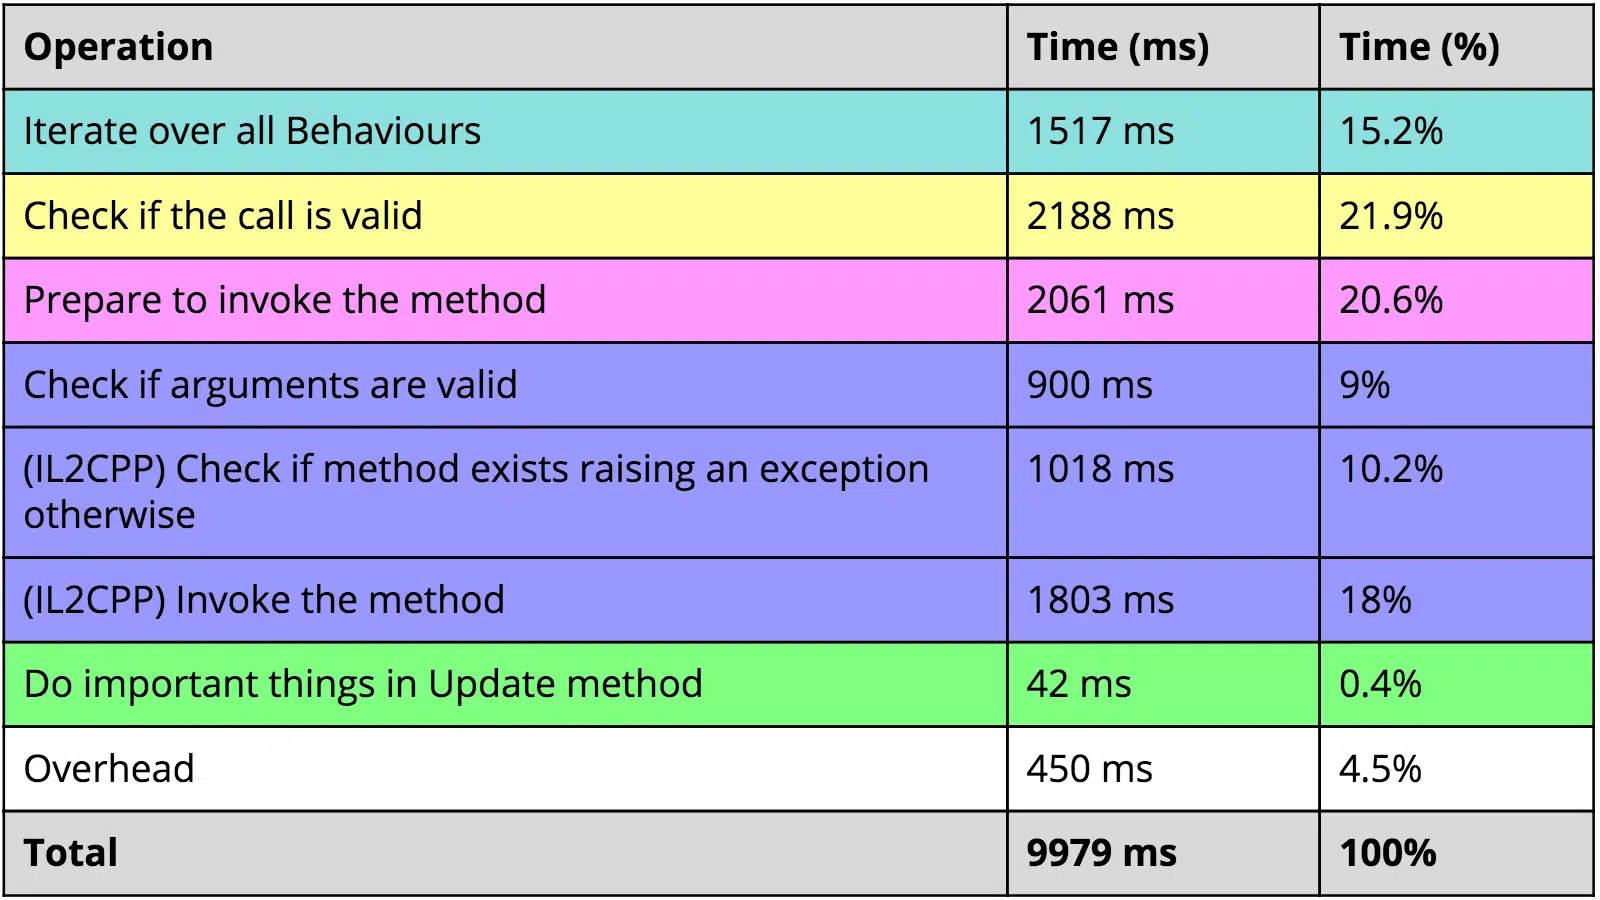 Operation Time (ms) Time (%)
Iterate over all Behaviours 1517 ms 15.2%
Check if the call is valid 2188 ms 21.9%
Prepare to invoke the method 2061 ms 20.6%
Check if arguments are valid 900 ms 9%
(IL2CPP) Check if method exists raising an exception 1018 ms 10.2%
otherwise
(IL2CPP) Invoke the method 1803 ms 18%
Do important things in Update method 42 ms 0.4%
Overhead 450 ms 4.5%
Total 9979 ms 100%